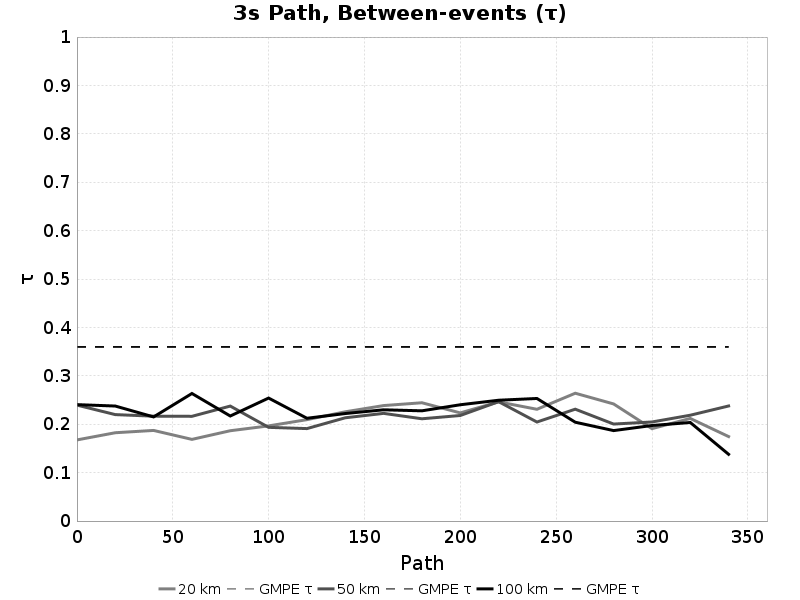 3s Path, Between-events (τ)
1
0.9
0.8
0.7
0.6
0.5
0.4
0.3
0.2
0.1
0
τ
0 50 100 150 200 250 300 350
Path
20 km GMPE τ 50 km GMPE τ 100 km GMPE τ